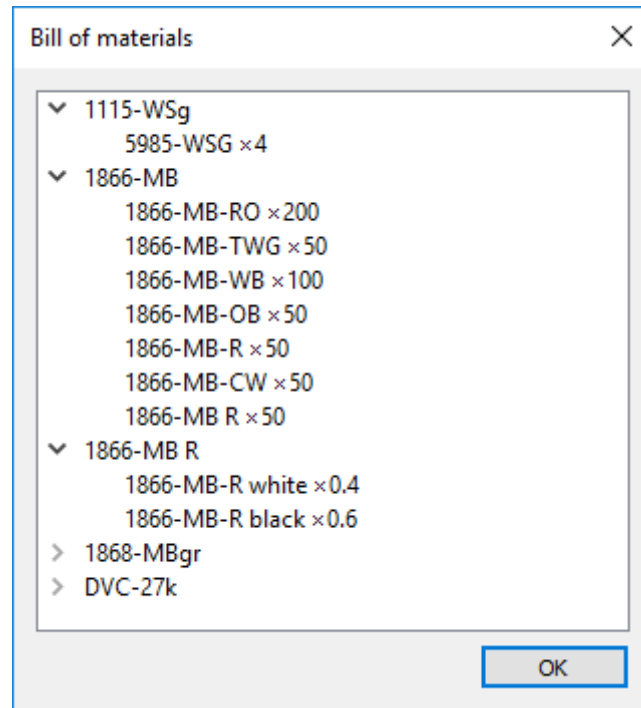 Bill of materials
1115-WSg
5985-WSG ×4
1866-MB
1866-MB-RO ×200
1866-MB-TWG ×50
1866-MB-WB ×100
1866-MB-OB ×50
1866-MB-R ×50
1866-MB-CW ×50
1866-MB R ×50
1866-MB R
1866-MB-R white ×0.4
1866-MB-R black ×0.6
1868-MBgr
DVC-27k
OK